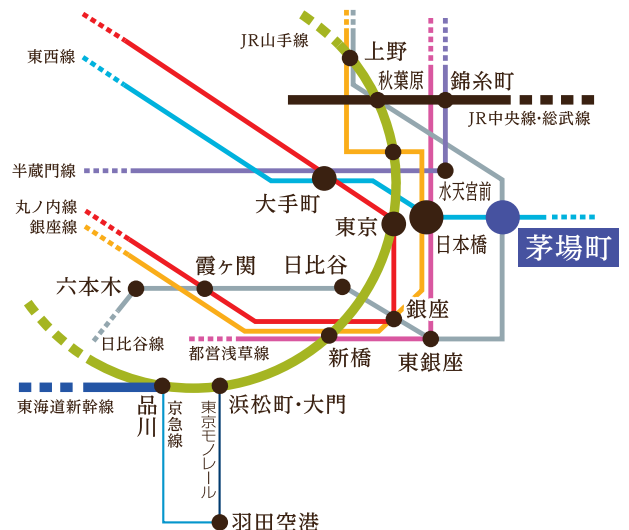 JR山手線
上野
東西線
秋葉原
錦糸町
JR中央線・総武線
半蔵門線
水天宮前
大手町
丸ノ内線
銀座線
東京
日本橋
茅場町
霞ヶ関
日比谷
六本木
銀座
日比谷線
都営浅草線
新橋
東銀座
東海道新幹線
品川
京急線
東京モノレール
浜松町・大門
羽田空港